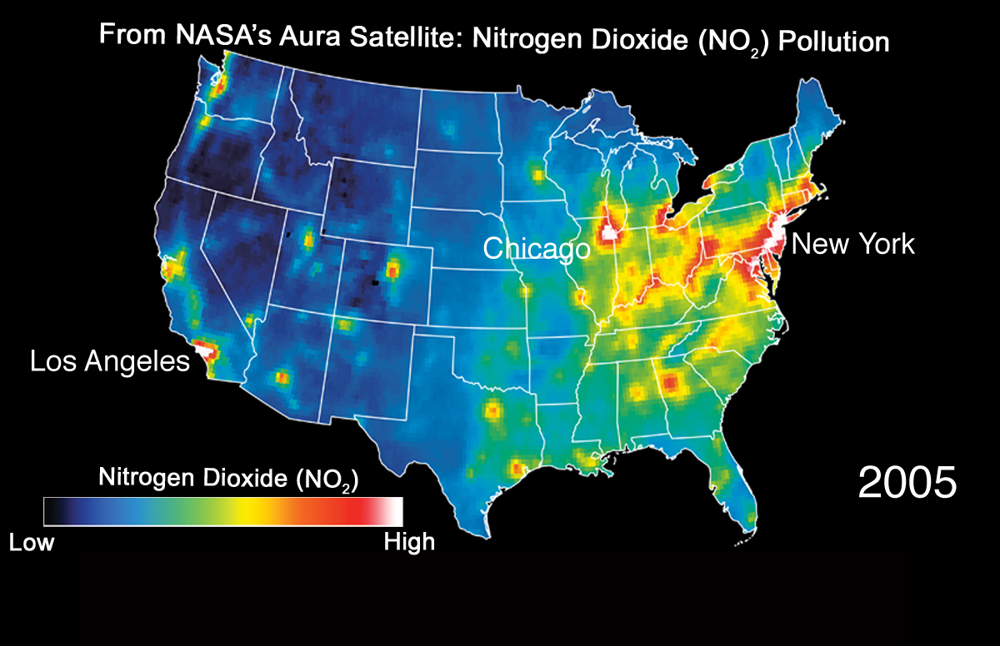 From NASA's Aura Satellite: Nitrogen Dioxide (NO₂) Pollution
Chicago
New York
Los Angeles
Nitrogen Dioxide (NO₂)
2005
Low
High